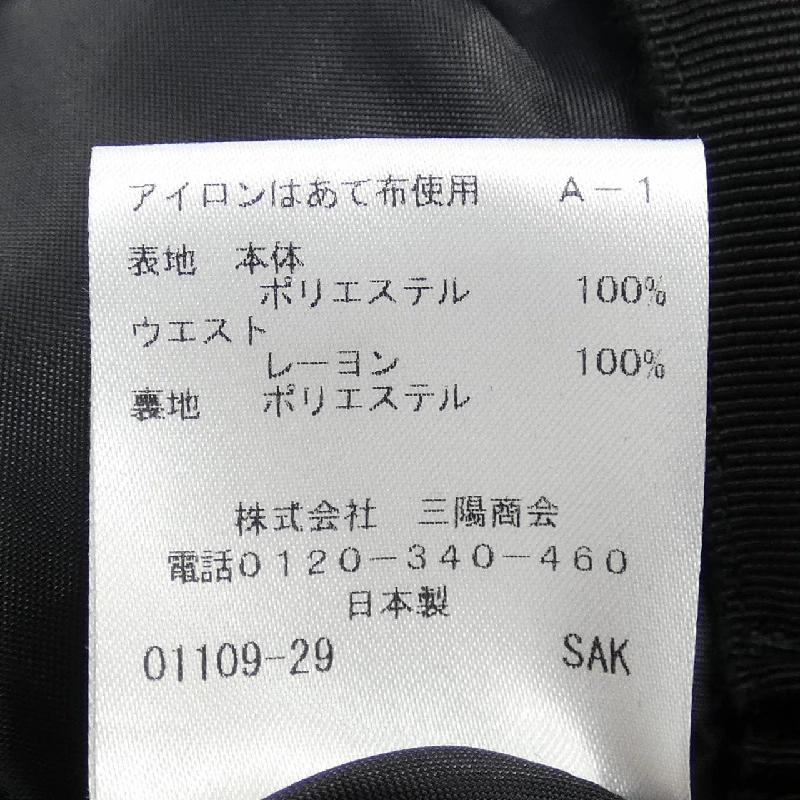 アイロンはあて布使用　A－1
表地　本体
ポリエステル　100%
ウエスト
レーヨン　100%
裏地　ポリエステル
株式会社　三陽商会
電話0120－340－460
日本製
01109-29　SAK